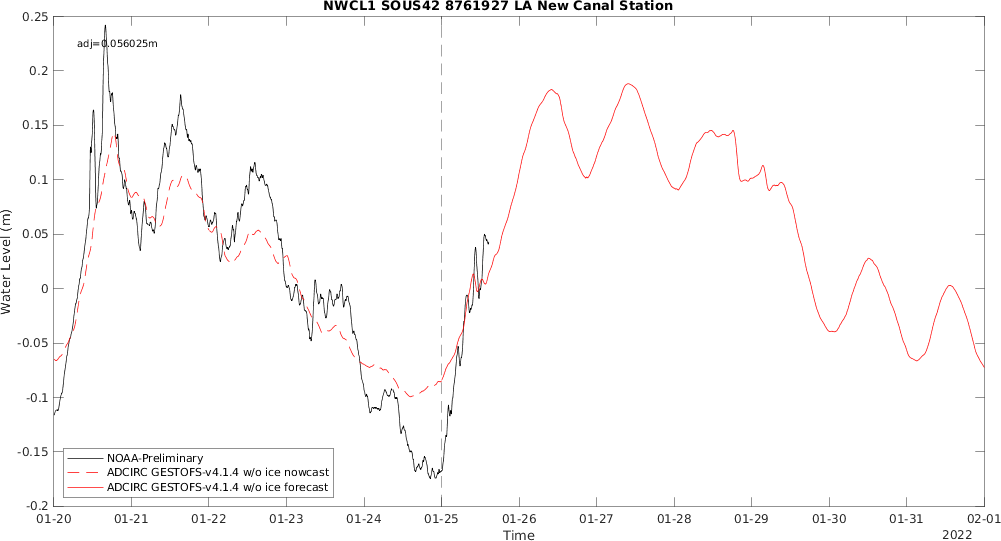 NWCL1 SOUS42 8761927 LA New Canal Station
adj=0.056025m
Water Level (m)
0.25
0.2
0.15
0.1
0.05
0
-0.05
-0.1
-0.15
-0.2
NOAA-Preliminary
ADCIRC GESTOFS-v4.1.4 w/o ice nowcast
ADCIRC GESTOFS-v4.1.4 w/o ice forecast
01-20 01-21 01-22 01-23 01-24 01-25 01-26 01-27 01-28 01-29 01-30 01-31 02-01
Time
2022